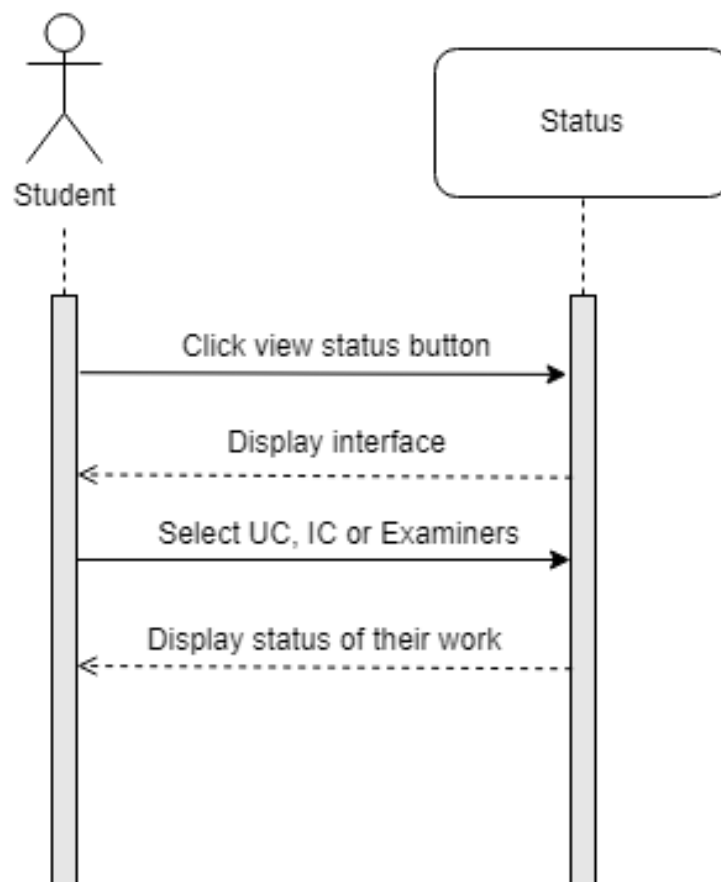 Student
Status
Click view status button
Display interface
Select UC, IC or Examiners
Display status of their work